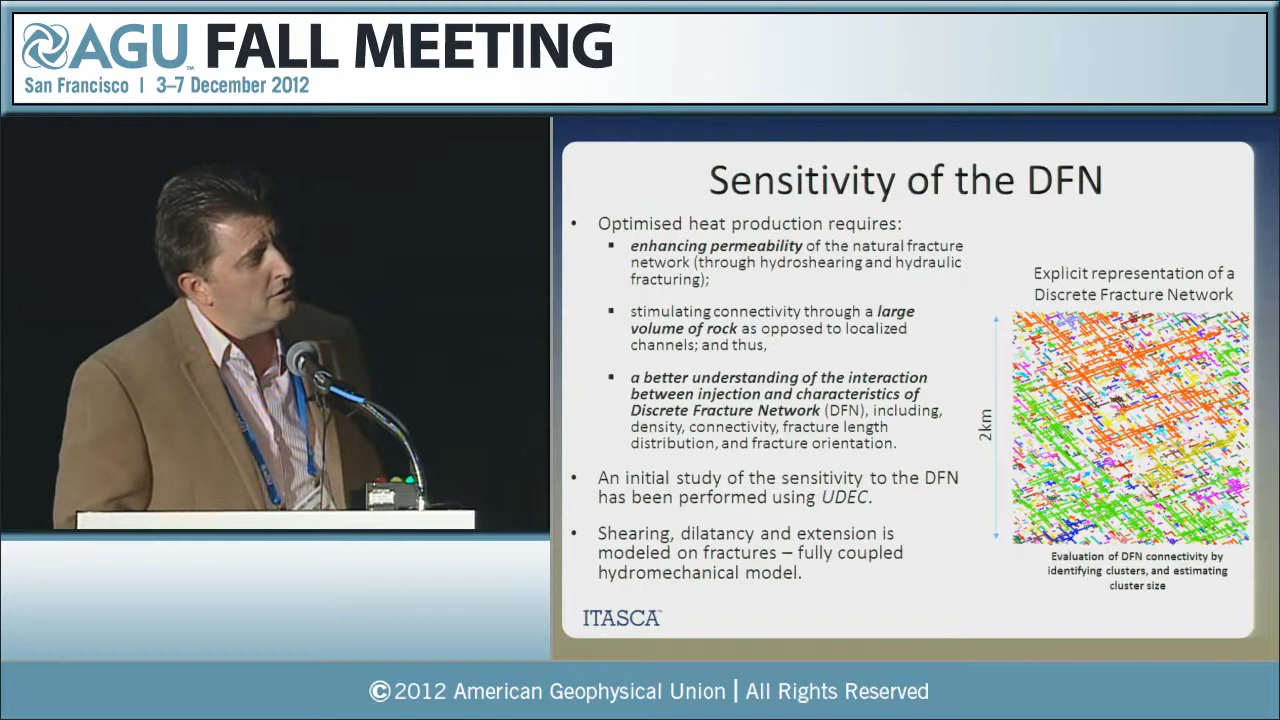 AGU™ FALL MEETING
San Francisco | 3–7 December 2012
Sensitivity of the DFN
• Optimised heat production requires:
▪ enhancing permeability of the natural fracture
network (through hydroshearing and hydraulic
fracturing);
▪ stimulating connectivity through a large
volume of rock as opposed to localized
channels; and thus,
▪ a better understanding of the interaction
between injection and characteristics of
Discrete Fracture Network (DFN), including,
density, connectivity, fracture length
distribution, and fracture orientation.
• An initial study of the sensitivity to the DFN
has been performed using UDEC.
• Shearing, dilatancy and extension is
modeled on fractures – fully coupled
hydromechanical model.
Explicit representation of a
Discrete Fracture Network
2km
Evaluation of DFN connectivity by
identifying clusters, and estimating
cluster size
ITASCA™
©2012 American Geophysical Union | All Rights Reserved